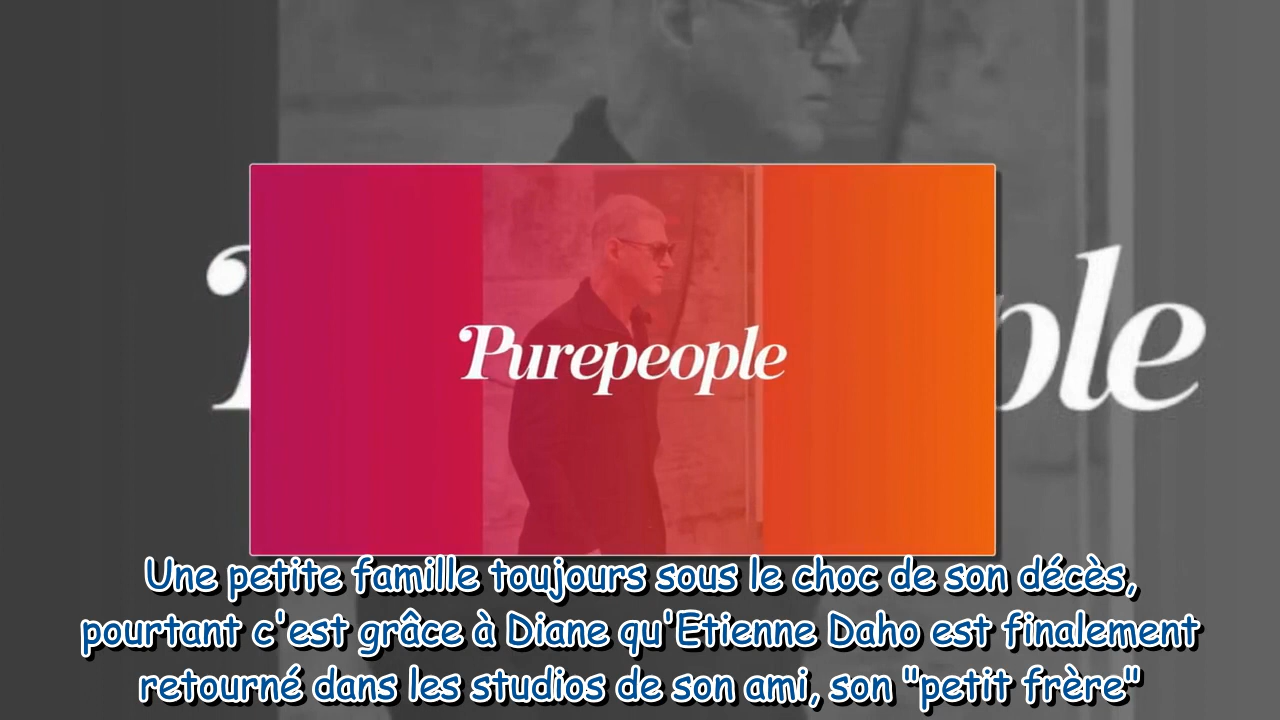 Purepeople
ple
Une petite famille toujours sous le choc de son décès,
pourtant c'est grâce à Diane qu'Etienne Daho est finalement
retourné dans les studios de son ami, son "petit frère"